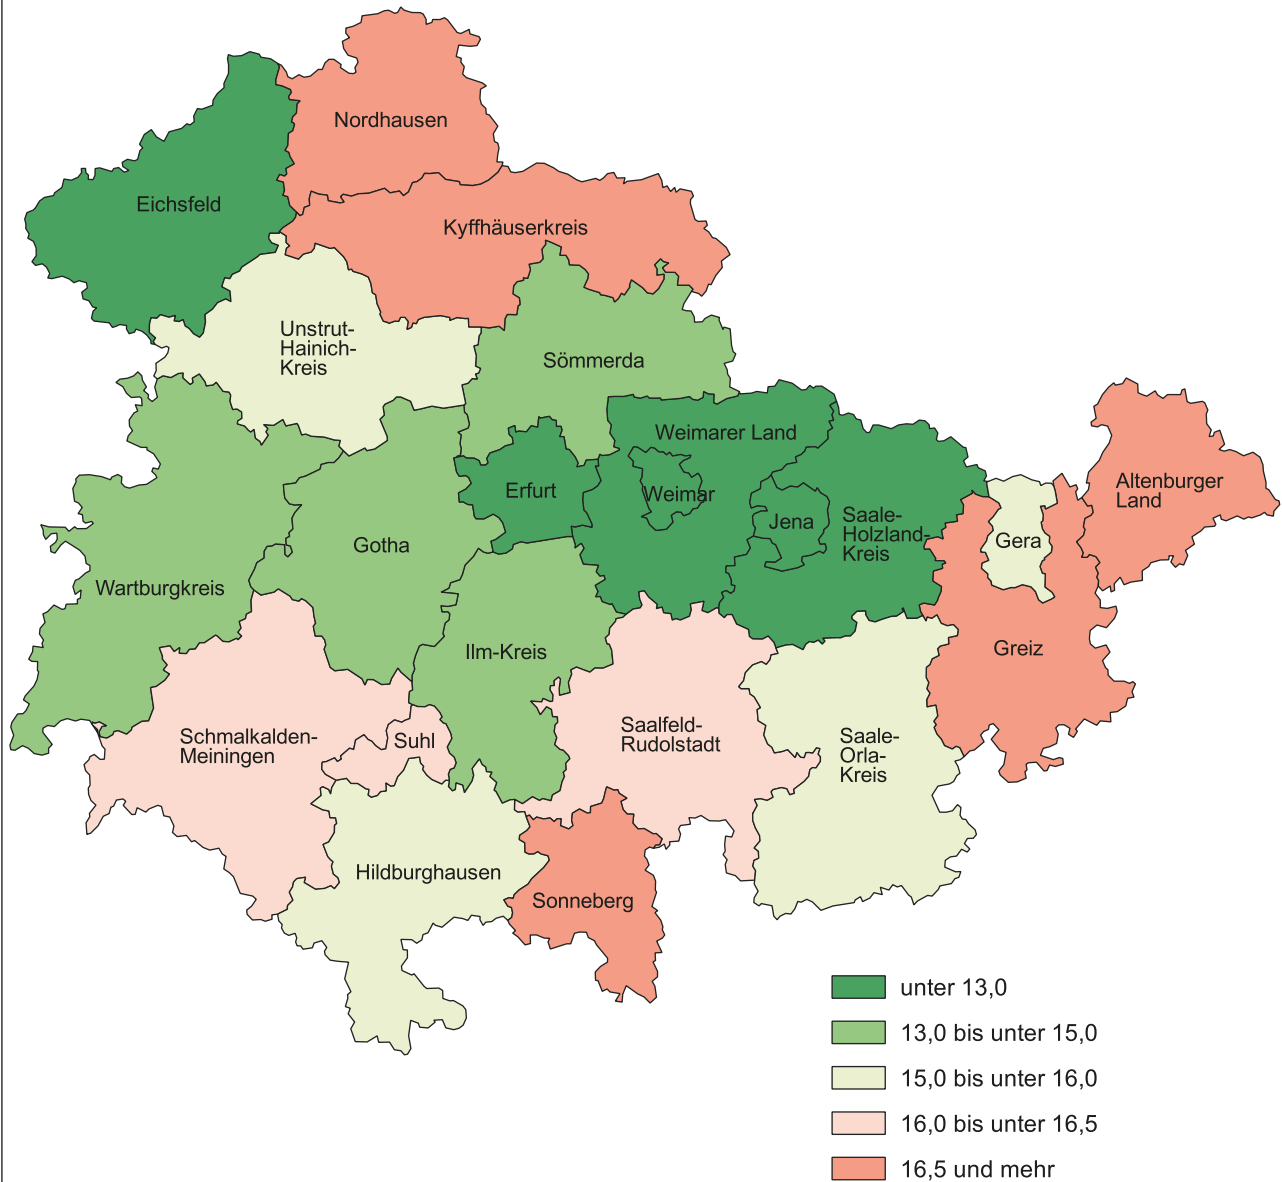 Nordhausen
Eichsfeld
Kyffhäuserkreis
Unstrut-
Hainich-
Kreis
Sömmerda
Weimarer Land
Erfurt
Weimar
Jena
Saale-
Holzland-
Kreis
Altenburger
Land
Gera
Gotha
Wartburgkreis
Ilm-Kreis
Greiz
Schmalkalden-
Meiningen
Suhl
Saalfeld-
Rudolstadt
Saale-
Orla-
Kreis
Hildburghausen
Sonneberg
unter 13,0
13,0 bis unter 15,0
15,0 bis unter 16,0
16,0 bis unter 16,5
16,5 und mehr